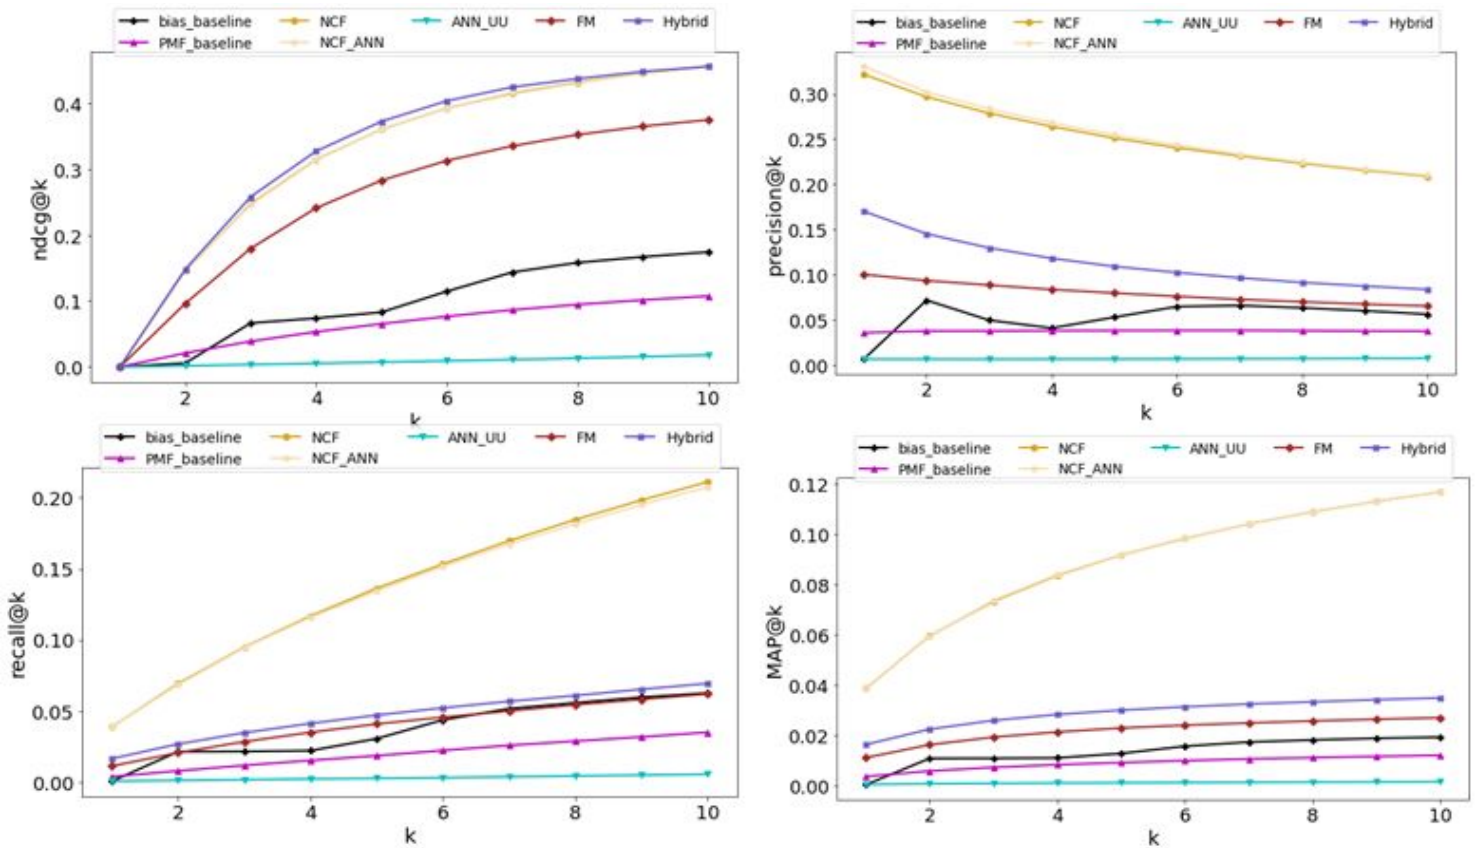 bias_baseline NCF ANN_UU FM Hybrid
PMF_baseline NCF_ANN
ndcg@k
0.4
0.3
0.2
0.1
0.0
2 4 6 8 10
k
bias_baseline NCF ANN_UU FM Hybrid
PMF_baseline NCF_ANN
precision@k
0.30
0.25
0.20
0.15
0.10
0.05
0.00
2 4 6 8 10
k
bias_baseline NCF ANN_UU FM Hybrid
PMF_baseline NCF_ANN
recall@k
0.20
0.15
0.10
0.05
0.00
2 4 6 8 10
k
bias_baseline NCF ANN_UU FM Hybrid
PMF_baseline NCF_ANN
MAP@k
0.12
0.10
0.08
0.06
0.04
0.02
0.00
2 4 6 8 10
k